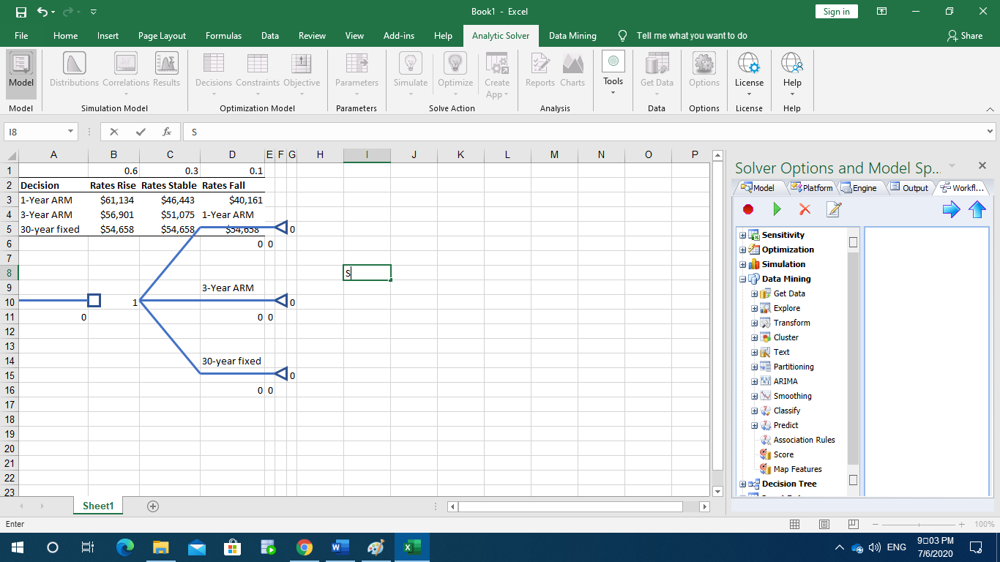 Book1 - Excel
Sign in
File Home Insert Page Layout Formulas Data Review View Add-ins Help Analytic Solver Data Mining Tell me what you want to do Share
Model Distributions Correlations Results Decisions Constraints Objective Parameters Simulate Optimize Create App Reports Charts Tools Get Data Options License Help
Model Simulation Model Optimization Model Parameters Solve Action Analysis Data Options License Help
I8 fx S
A B C D E F G H I J K L M N O P
1 0.6 0.3 0.1
2 Decision Rates Rise Rates Stable Rates Fall
3 1-Year ARM $61,134 $46,443 $40,161
4 3-Year ARM $56,901 $51,075 1-Year ARM
5 30-year fixed $54,658 $54,658 $54,658 0
6 0 0
7
8 S
9 3-Year ARM
10 1 0
11 0 0 0
12
13
14 30-year fixed
15 0
16 0 0
17
18
19
20
21
22
23
Solver Options and Model Sp...
Model Platform Engine Output Workfl...
Sensitivity
Optimization
Simulation
Data Mining
Get Data
Explore
Transform
Cluster
Text
Partitioning
ARIMA
Smoothing
Classify
Predict
Association Rules
Score
Map Features
Decision Tree
Sheet1
Enter
100%
ENG
9□03 PM
7/6/2020